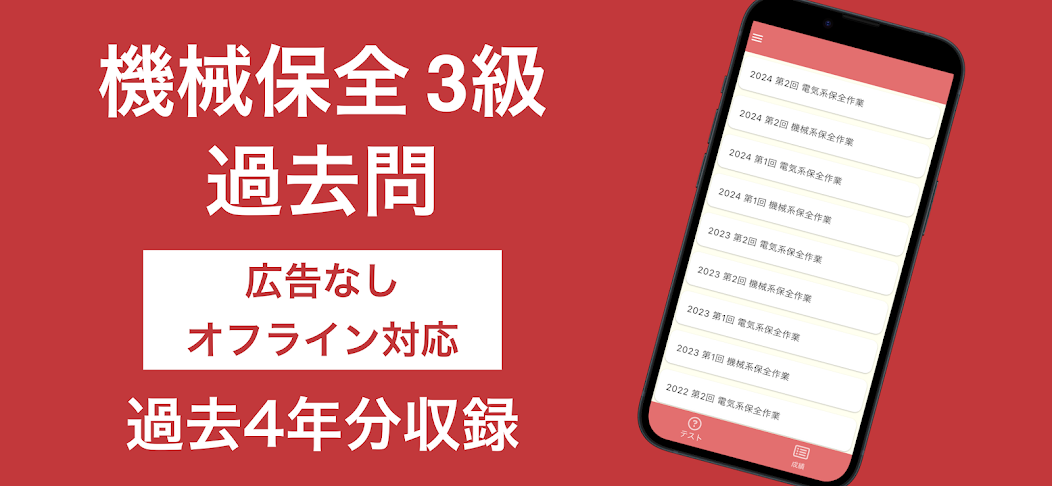 機械保全 3級
過去問
広告なし
オフライン対応
過去4年分収録
2024 第2回 電気系保全作業
2024 第2回 機械系保全作業
2024 第1回 電気系保全作業
2024 第1回 機械系保全作業
2023 第2回 電気系保全作業
2023 第2回 機械系保全作業
2023 第1回 電気系保全作業
2023 第1回 機械系保全作業
2022 第2回 電気系保全作業
テスト
成績